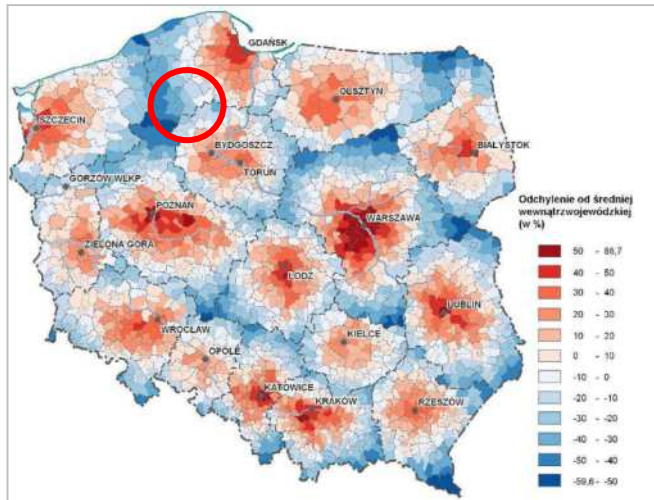 GDAŃSK
OLSZTYN
SZCZECIN
BYDGOSZCZ
BIAŁYSTOK
TORUŃ
GORZÓW WLKP.
POZNAŃ
WARSZAWA
ZIELONA GÓRA
ŁÓDŹ
LUBLIN
WROCŁAW
KIELCE
OPOLE
KATOWICE
KRAKÓW
RZESZÓW
Odchylenie od średniej
wewnątrzwojewódzkiej
(w %)
50 - 86,7
40 - 50
30 - 40
20 - 30
10 - 20
0 - 10
-10 - 0
-20 - -10
-30 - -20
-40 - -30
-50 - -40
-59,6 - -50